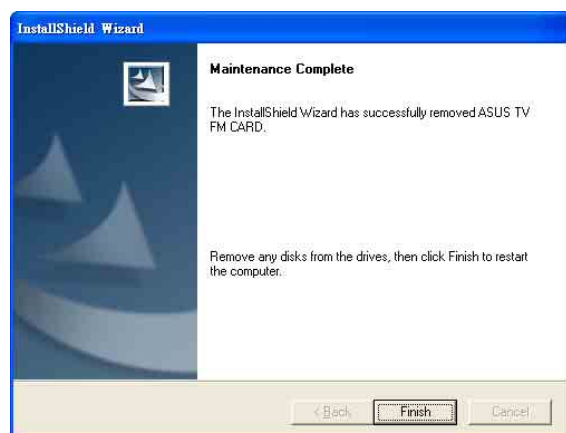 InstallShield Wizard
Maintenance Complete
The InstallShield Wizard has successfully removed ASUS TV
FM CARD.
Remove any disks from the drives, then click Finish to restart
the computer.
< Back Finish Cancel